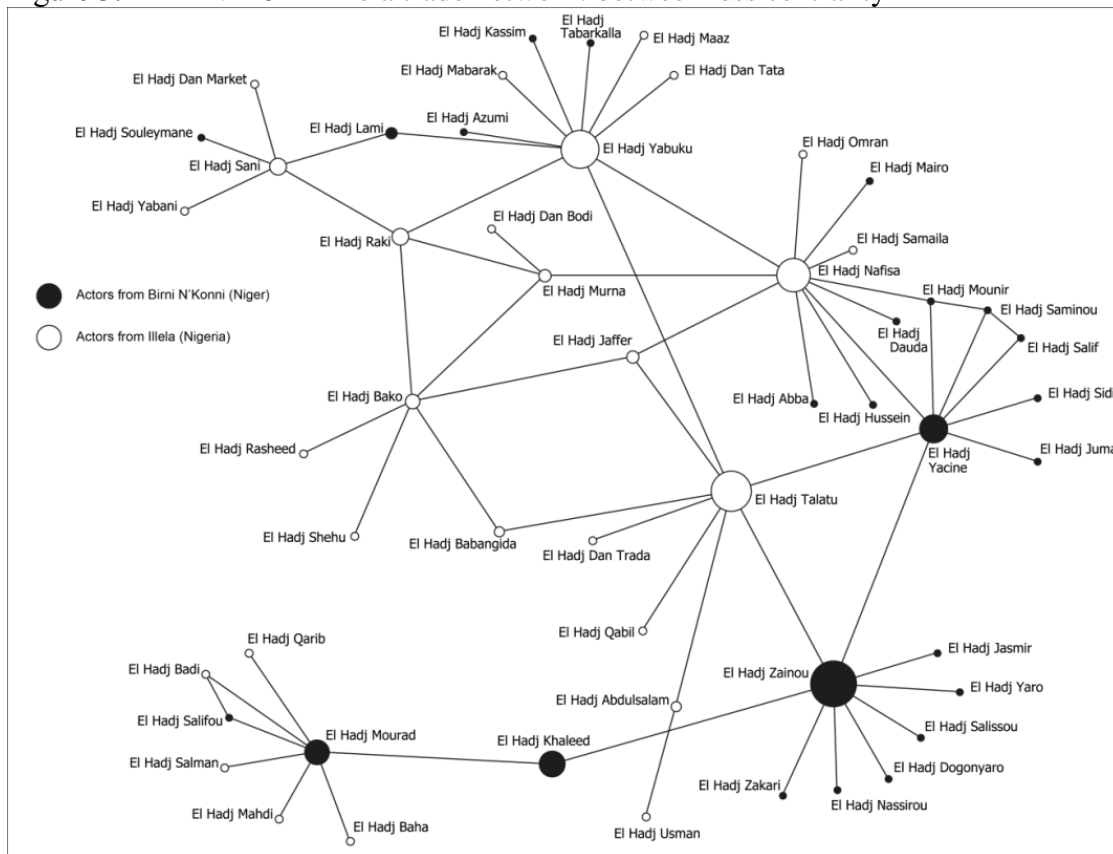 El Hadj
Tabarkalla
El Hadj Kassim
El Hadj Maaz
El Hadj Mabarak
El Hadj Dan Tata
El Hadj Dan Market
El Hadj Azumi
El Hadj Souleymane
El Hadj Lami
El Hadj Yabuku
El Hadj Omran
El Hadj Sani
El Hadj Mairo
El Hadj Yabani
El Hadj Dan Bodi
El Hadj Raki
El Hadj Samaila
El Hadj Nafisa
El Hadj Murna
El Hadj Mounir
Actors from Birni N'Konni (Niger)
El Hadj Saminou
Actors from Illela (Nigeria)
El Hadj
Dauda
El Hadj Jaffer
El Hadj Salif
El Hadj Sidi
El Hadj Bako
El Hadj Abba
El Hadj Hussein
El Hadj Rasheed
El Hadj
Yacine
El Hadj Juma
El Hadj Talatu
El Hadj Shehu
El Hadj Babangida
El Hadj Dan Trada
El Hadj Qabil
El Hadj Qarib
El Hadj Jasmir
El Hadj Badi
El Hadj Zainou
El Hadj Yaro
El Hadj Abdulsalam
El Hadj Salifou
El Hadj Salissou
El Hadj Mourad
El Hadj Khaleed
El Hadj Salman
El Hadj Dogonyaro
El Hadj Zakari
El Hadj Nassirou
El Hadj Mahdi
El Hadj Baha
El Hadj Usman